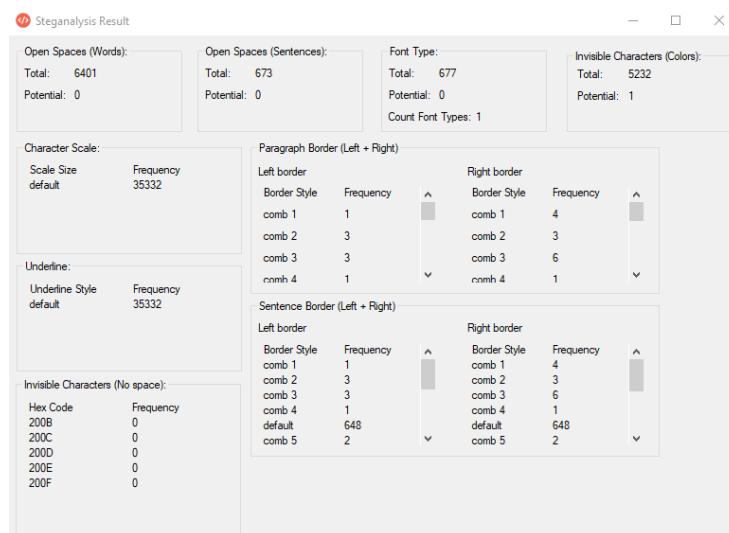 Steganalysis Result
Open Spaces (Words):
Total: 6401
Potential: 0
Open Spaces (Sentences):
Total: 673
Potential: 0
Font Type:
Total: 677
Potential: 0
Count Font Types: 1
Invisible Characters (Colors):
Total: 5232
Potential: 1
Character Scale:
Scale Size Frequency
default 35332
Underline:
Underline Style Frequency
default 35332
Invisible Characters (No space):
Hex Code Frequency
200B 0
200C 0
200D 0
200E 0
200F 0
Paragraph Border (Left + Right)
Left border
Border Style Frequency
comb 1 1
comb 2 3
comb 3 3
comb 4 1
Right border
Border Style Frequency
comb 1 4
comb 2 3
comb 3 6
comb 4 1
Sentence Border (Left + Right)
Left border
Border Style Frequency
comb 1 1
comb 2 3
comb 3 3
comb 4 1
default 648
comb 5 2
Right border
Border Style Frequency
comb 1 4
comb 2 3
comb 3 6
comb 4 1
default 648
comb 5 2